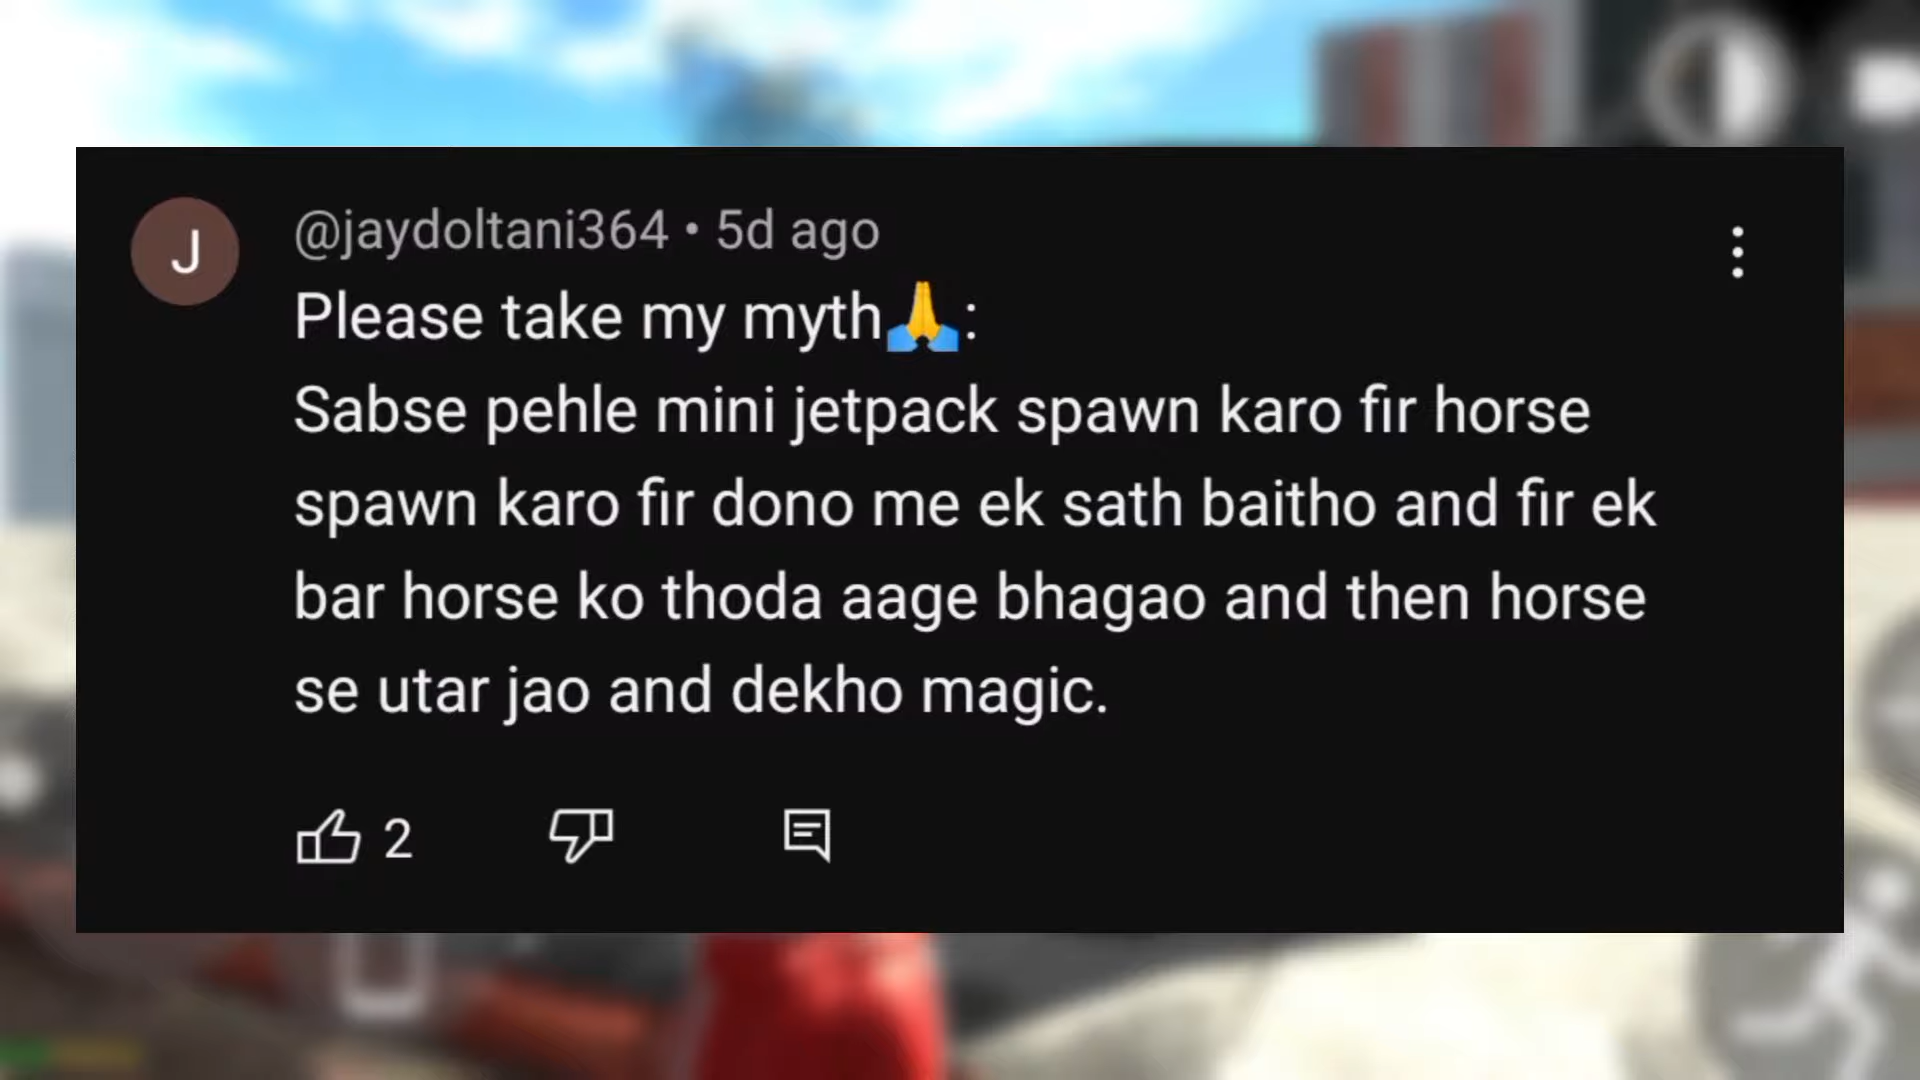 J
@jaydoltani364 • 5d ago
Please take my myth🙏:
Sabse pehle mini jetpack spawn karo fir horse
spawn karo fir dono me ek sath baitho and fir ek
bar horse ko thoda aage bhagao and then horse
se utar jao and dekho magic.
2